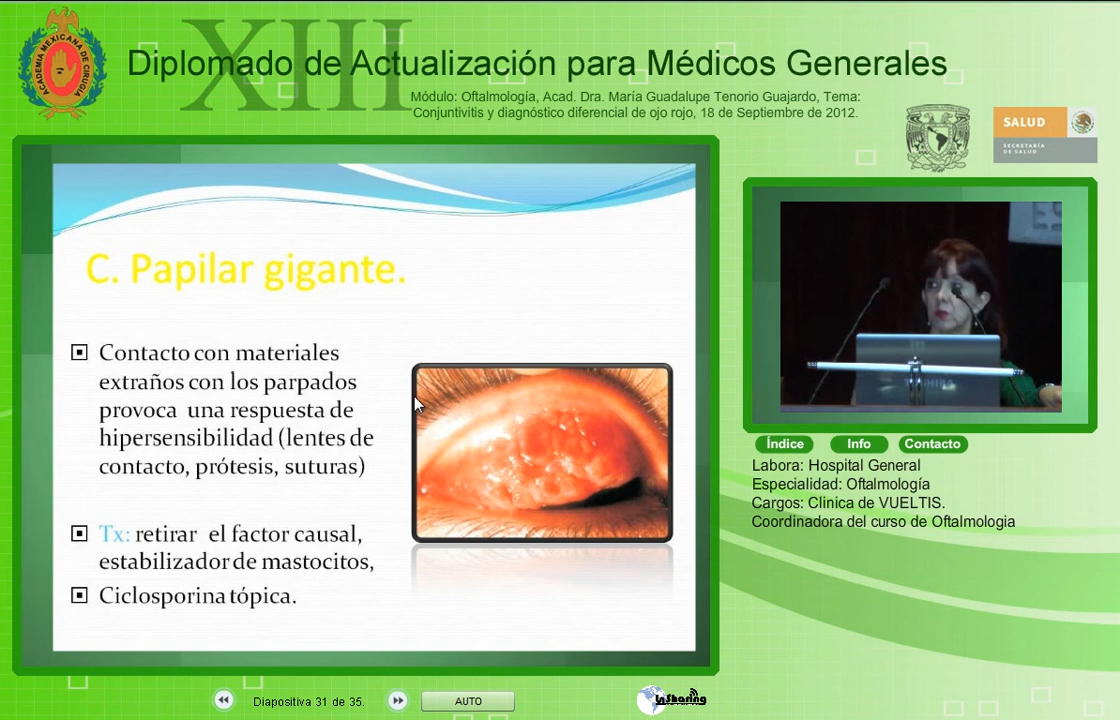 XIII
Diplomado de Actualización para Médicos Generales
Módulo: Oftalmología, Acad. Dra. María Guadalupe Tenorio Guajardo, Tema:
Conjuntivitis y diagnóstico diferencial de ojo rojo, 18 de Septiembre de 2012.
ACADEMIA MEXICANA DE CIRUGIA
SALUD
SECRETARÍA
DE SALUD
C. Papilar gigante.
Contacto con materiales
extraños con los parpados
provoca una respuesta de
hipersensibilidad (lentes de
contacto, prótesis, suturas)
Tx: retirar el factor causal,
estabilizador de mastocitos,
Ciclosporina tópica.
Índice
Info
Contacto
Labora: Hospital General
Especialidad: Oftalmología
Cargos: Clinica de VUELTIS.
Coordinadora del curso de Oftalmologia
Diapositiva 31 de 35.
AUTO